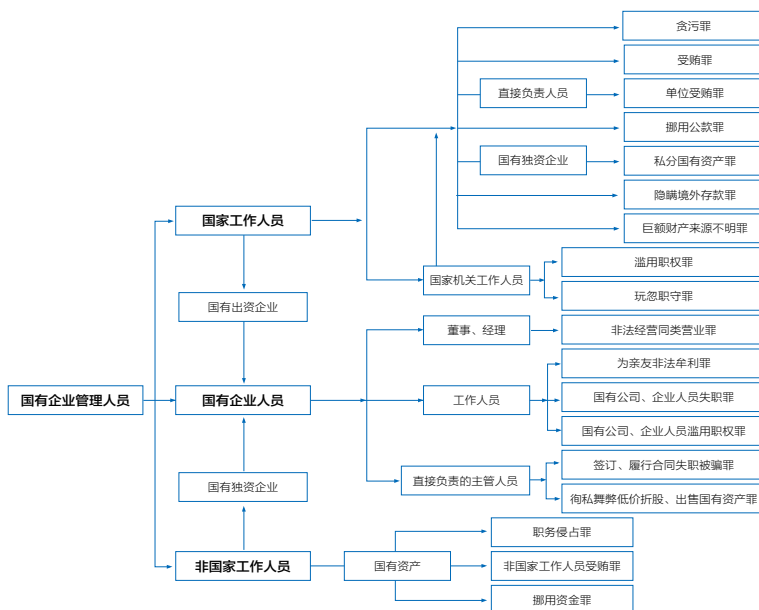 贪污罪
受贿罪
直接负责人员
单位受贿罪
挪用公款罪
国有独资企业
私分国有资产罪
隐瞒境外存款罪
国家工作人员
巨额财产来源不明罪
滥用职权罪
国家机关工作人员
玩忽职守罪
国有出资企业
董事、经理
非法经营同类营业罪
为亲友非法牟利罪
国有企业管理人员
国有企业人员
工作人员
国有公司、企业人员失职罪
国有公司、企业人员滥用职权罪
签订、履行合同失职被骗罪
直接负责的主管人员
国有独资企业
徇私舞弊低价折股、出售国有资产罪
职务侵占罪
非国家工作人员
国有资产
非国家工作人员受贿罪
挪用资金罪